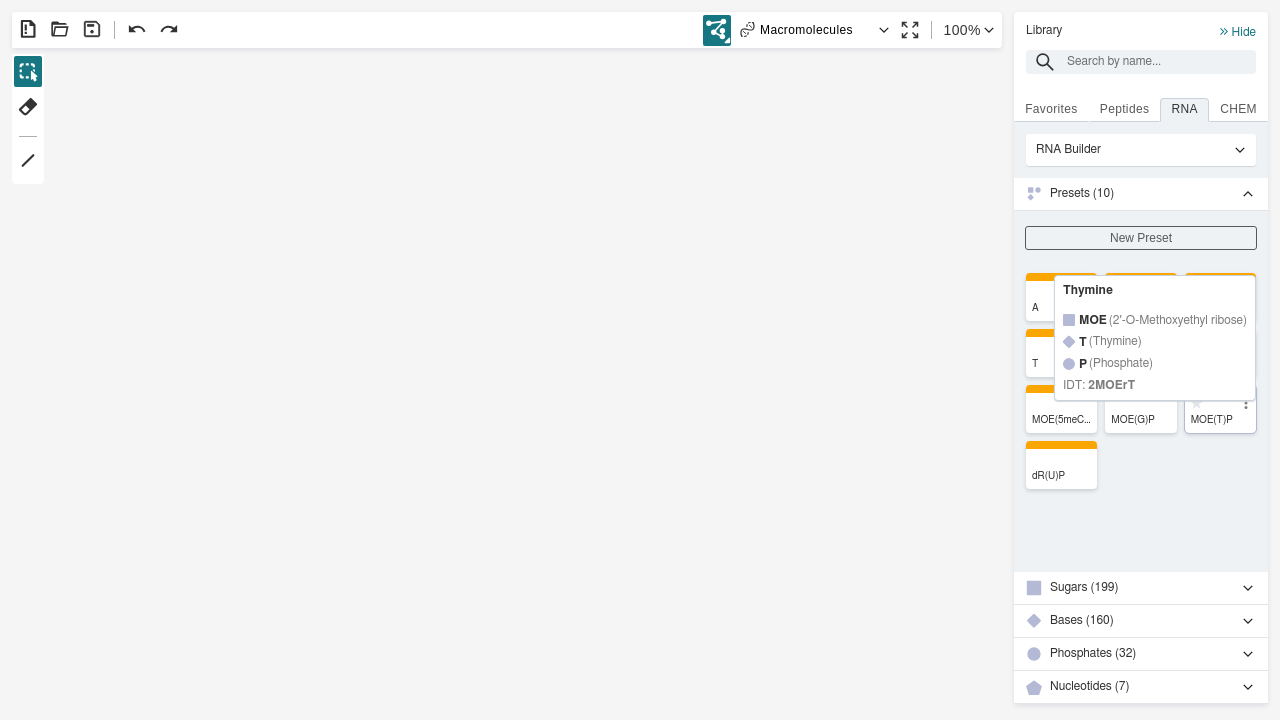 Macromolecules
100%
Library
Hide
Search by name...
Favorites
Peptides
RNA
CHEM
RNA Builder
Presets (10)
New Preset
A
Thymine
MOE (2'-O-Methoxyethyl ribose)
T (Thymine)
P (Phosphate)
IDT: 2MOErT
T
MOE(5meC...
MOE(G)P
MOE(T)P
dR(U)P
Sugars (199)
Bases (160)
Phosphates (32)
Nucleotides (7)